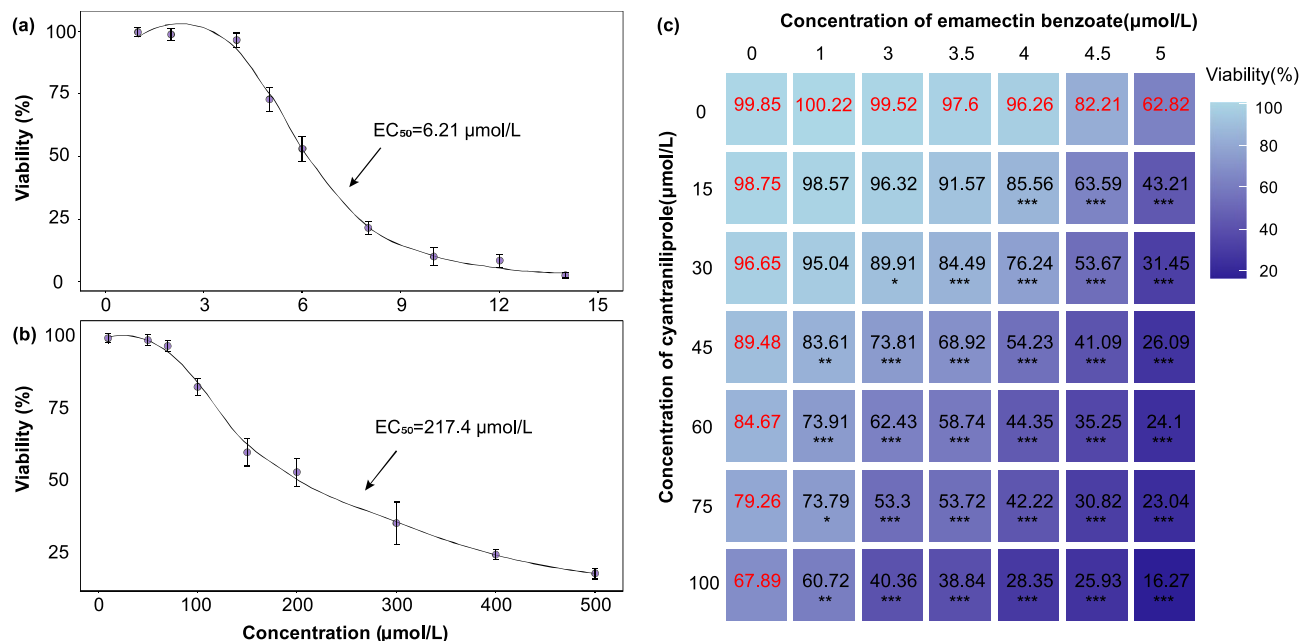 (a)
Viability (%)
100
75
50
25
0
EC₅₀=6.21 µmol/L
0 3 6 9 12 15
(b)
Viability (%)
100
75
50
25
EC₅₀=217.4 µmol/L
0 100 200 300 400 500
Concentration (µmol/L)
(c)
Concentration of emamectin benzoate(µmol/L)
0 1 3 3.5 4 4.5 5
Concentration of cyantraniliprole(µmol/L)
0 99.85 100.22 99.52 97.6 96.26 82.21 62.82
15 98.75 98.57 96.32 91.57 85.56 63.59 43.21
*** *** ***
30 96.65 95.04 89.91 84.49 76.24 53.67 31.45
* *** *** *** ***
45 89.48 83.61 73.81 68.92 54.23 41.09 26.09
** *** *** *** *** ***
60 84.67 73.91 62.43 58.74 44.35 35.25 24.1
*** *** *** *** *** ***
75 79.26 73.79 53.3 53.72 42.22 30.82 23.04
* *** *** *** *** ***
100 67.89 60.72 40.36 38.84 28.35 25.93 16.27
** *** *** *** *** ***
Viability(%)
100
80
60
40
20